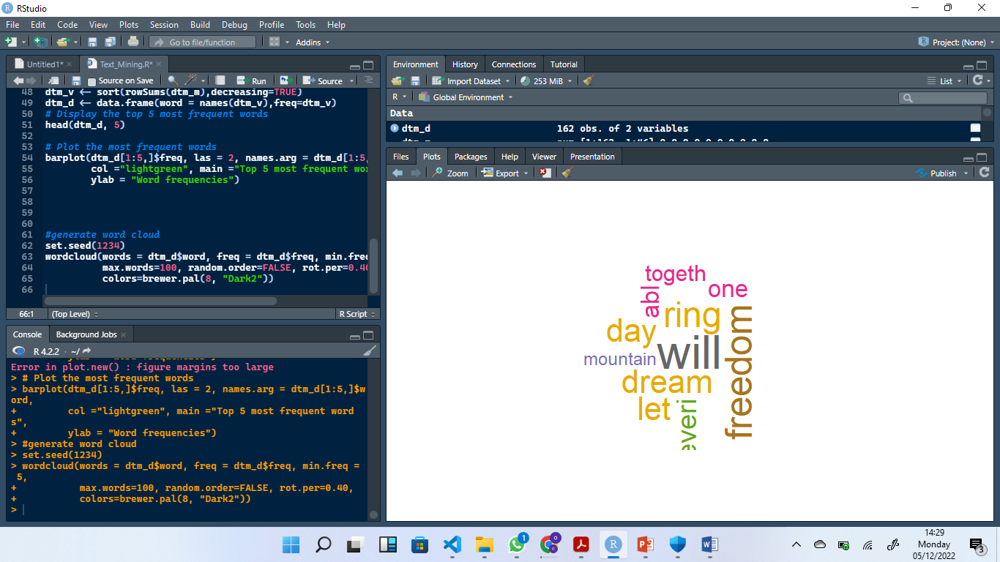 RStudio
File Edit Code View Plots Session Build Debug Profile Tools Help
Go to file/function Addins Project: (None)
Untitled1* Text_Mining.R*
Source on Save Run Source
48 dtm_v <- sort(rowSums(dtm_m),decreasing=TRUE)
49 dtm_d <- data.frame(word = names(dtm_v),freq=dtm_v)
50 # Display the top 5 most frequent words
51 head(dtm_d, 5)
52
53 # Plot the most frequent words
54 barplot(dtm_d[1:5,]$freq, las = 2, names.arg = dtm_d[1:5,
55 col ="lightgreen", main ="Top 5 most frequent wor
56 ylab = "Word frequencies")
57
58
59
60
61 #generate word cloud
62 set.seed(1234)
63 wordcloud(words = dtm_d$word, freq = dtm_d$freq, min.fre
64 max.words=100, random.order=FALSE, rot.per=0.40
65 colors=brewer.pal(8, "Dark2"))
66
66:1 (Top Level) R Script
Console Background Jobs
R 4.2.2 · ~/
Error in plot.new() : figure margins too large
> # Plot the most frequent words
> barplot(dtm_d[1:5,]$freq, las = 2, names.arg = dtm_d[1:5,]$w
ord,
+ col ="lightgreen", main ="Top 5 most frequent word
s",
+ ylab = "Word frequencies")
> #generate word cloud
> set.seed(1234)
> wordcloud(words = dtm_d$word, freq = dtm_d$freq, min.freq =
5,
+ max.words=100, random.order=FALSE, rot.per=0.40,
+ colors=brewer.pal(8, "Dark2"))
>
Environment History Connections Tutorial
Import Dataset 253 MiB List
R Global Environment
Data
dtm_d 162 obs. of 2 variables
Files Plots Packages Help Viewer Presentation
Zoom Export Publish
togeth
one
abl
ring
day
freedom
will
mountain
dream
let
everi
1
14:29
Monday
05/12/2022
3